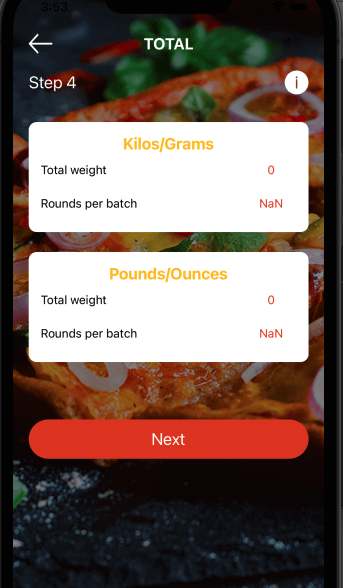 3:53
TOTAL
Step 4
i
Kilos/Grams
Total weight 0
Rounds per batch NaN
Pounds/Ounces
Total weight 0
Rounds per batch NaN
Next